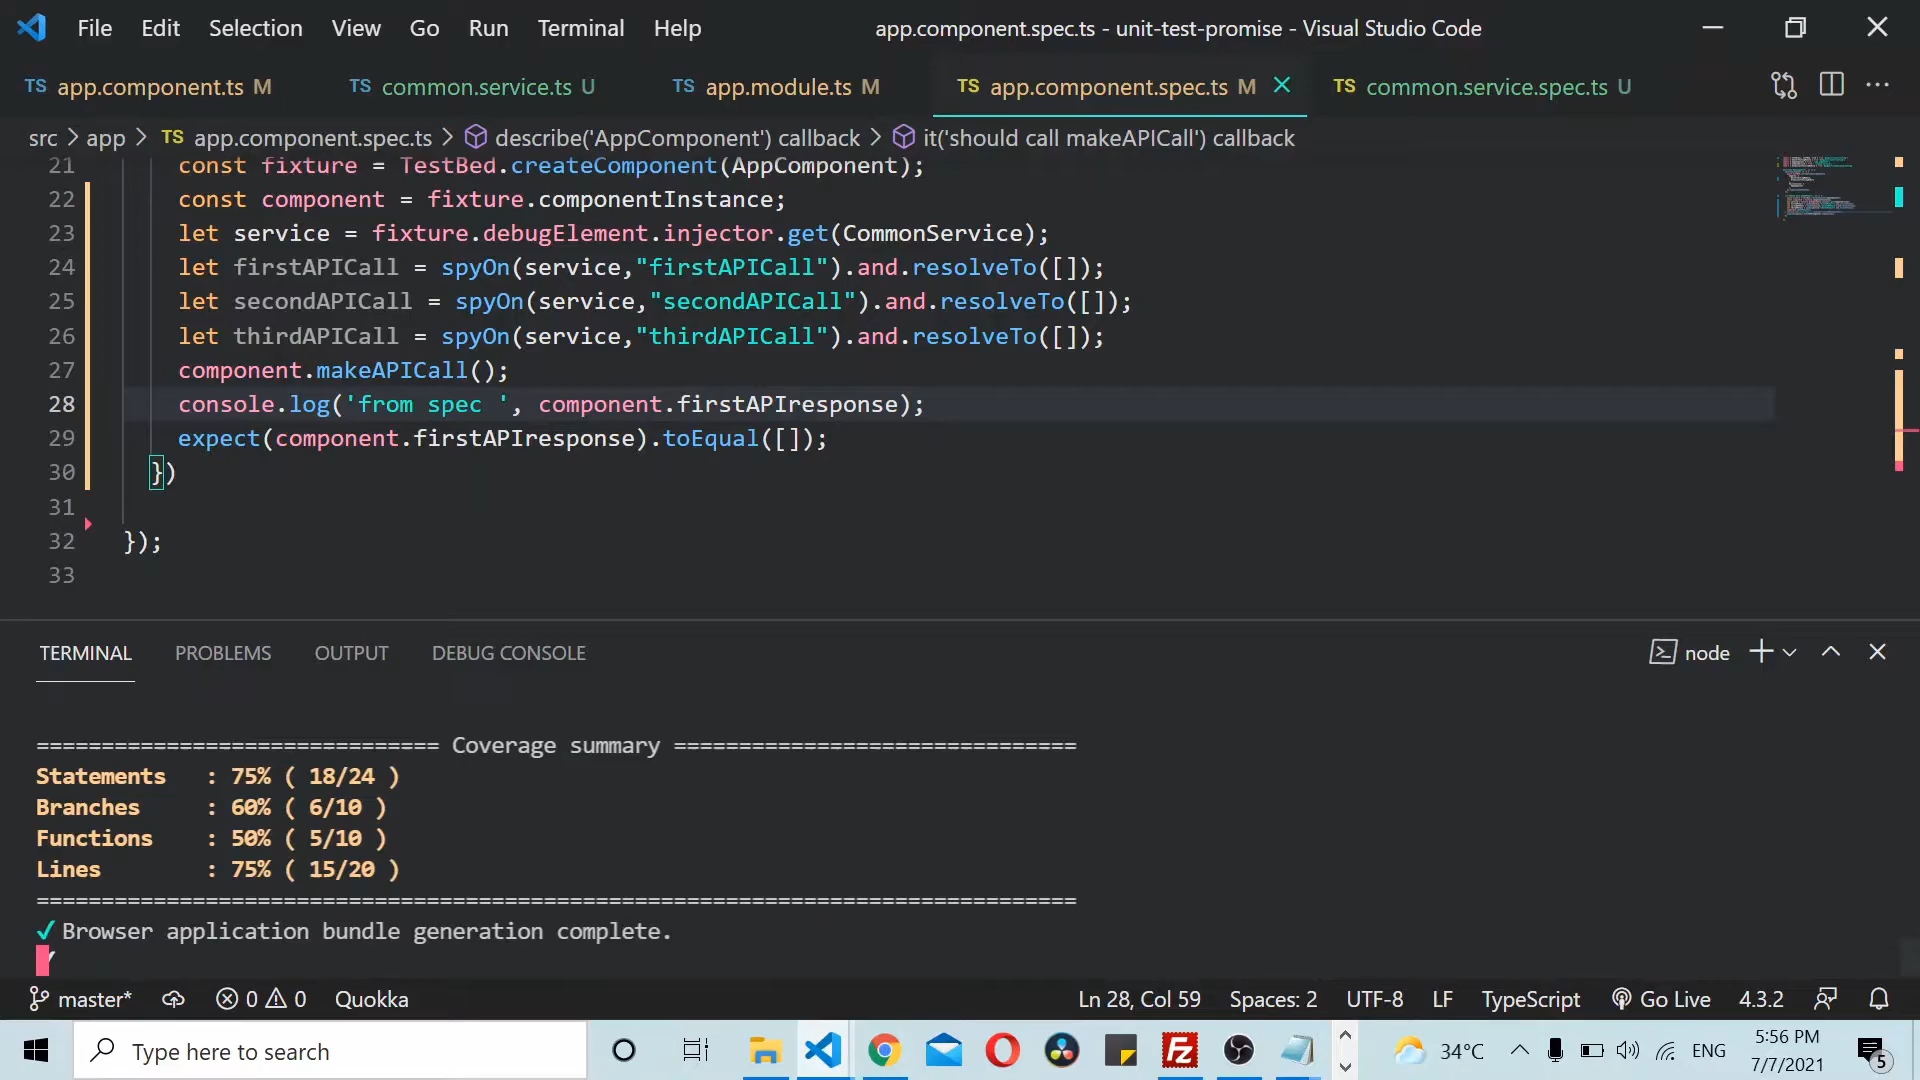 File Edit Selection View Go Run Terminal Help app.component.spec.ts - unit-test-promise - Visual Studio Code
TS app.component.ts M TS common.service.ts U TS app.module.ts M TS app.component.spec.ts M TS common.service.spec.ts U
src > app > TS app.component.spec.ts > describe('AppComponent') callback > it('should call makeAPICall') callback
21 const fixture = TestBed.createComponent(AppComponent);
22 const component = fixture.componentInstance;
23 let service = fixture.debugElement.injector.get(CommonService);
24 let firstAPICall = spyOn(service,"firstAPICall").and.resolveTo([]);
25 let secondAPICall = spyOn(service,"secondAPICall").and.resolveTo([]);
26 let thirdAPICall = spyOn(service,"thirdAPICall").and.resolveTo([]);
27 component.makeAPICall();
28 console.log('from spec ', component.firstAPIresponse);
29 expect(component.firstAPIresponse).toEqual([]);
30 })
31
32 });
33
TERMINAL PROBLEMS OUTPUT DEBUG CONSOLE node
=============================== Coverage summary ===============================
Statements : 75% ( 18/24 )
Branches : 60% ( 6/10 )
Functions : 50% ( 5/10 )
Lines : 75% ( 15/20 )
================================================================================
✓ Browser application bundle generation complete.
master* 0 0 Quokka Ln 28, Col 59 Spaces: 2 UTF-8 LF TypeScript Go Live 4.3.2
Type here to search 34°C ENG 5:56 PM
7/7/2021 5